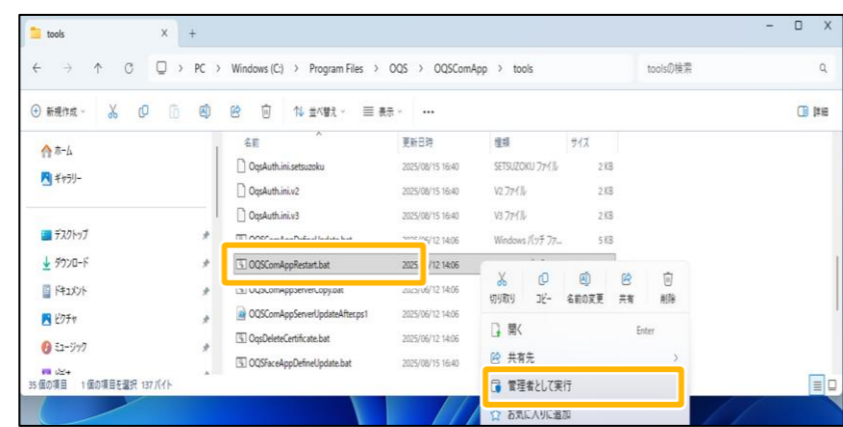 tools
PC > Windows (C:) > Program Files > OQS > OQSComApp > tools
toolsの検索
新規作成
並べ替え
表示
詳細
名前 更新日時 種類 サイズ
ホーム
ギャラリー
デスクトップ
ダウンロード
ドキュメント
ピクチャ
ミュージック
OqsAuth.ini.setsuzoku 2025/08/15 16:40 SETSUZOKU ファイル 2 KB
OqsAuth.ini.v2 2025/08/15 16:40 V2 ファイル 2 KB
OqsAuth.ini.v3 2025/08/15 16:40 V3 ファイル 2 KB
OQSComAppDefineUpdate.bat 2025/06/12 14:06 Windows バッチ ファ... 5 KB
OQSComAppRestart.bat 2025/06/12 14:06
OQSComAppServerCopy.bat 2025/06/12 14:06
OQSComAppServerUpdateAfter.ps1 2025/06/12 14:06
OqsDeleteCertificate.bat 2025/06/12 14:06
OQSFaceAppDefineUpdate.bat 2025/08/15 16:40
切り取り コピー 名前の変更 共有 削除
開く Enter
共有先
管理者として実行
お気に入りに追加
35 個の項目 1 個の項目を選択 137 バイト